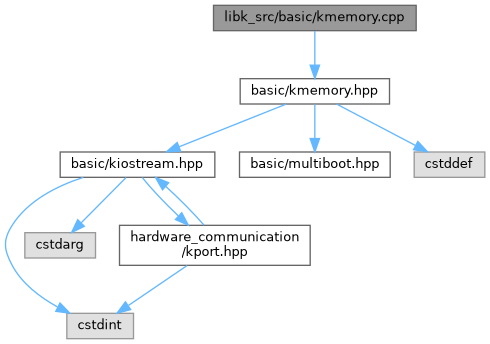 libk_src/basic/kmemory.cpp
basic/kmemory.hpp
basic/kiostream.hpp
basic/multiboot.hpp
cstddef
cstdarg
hardware_communication
/kport.hpp
cstdint